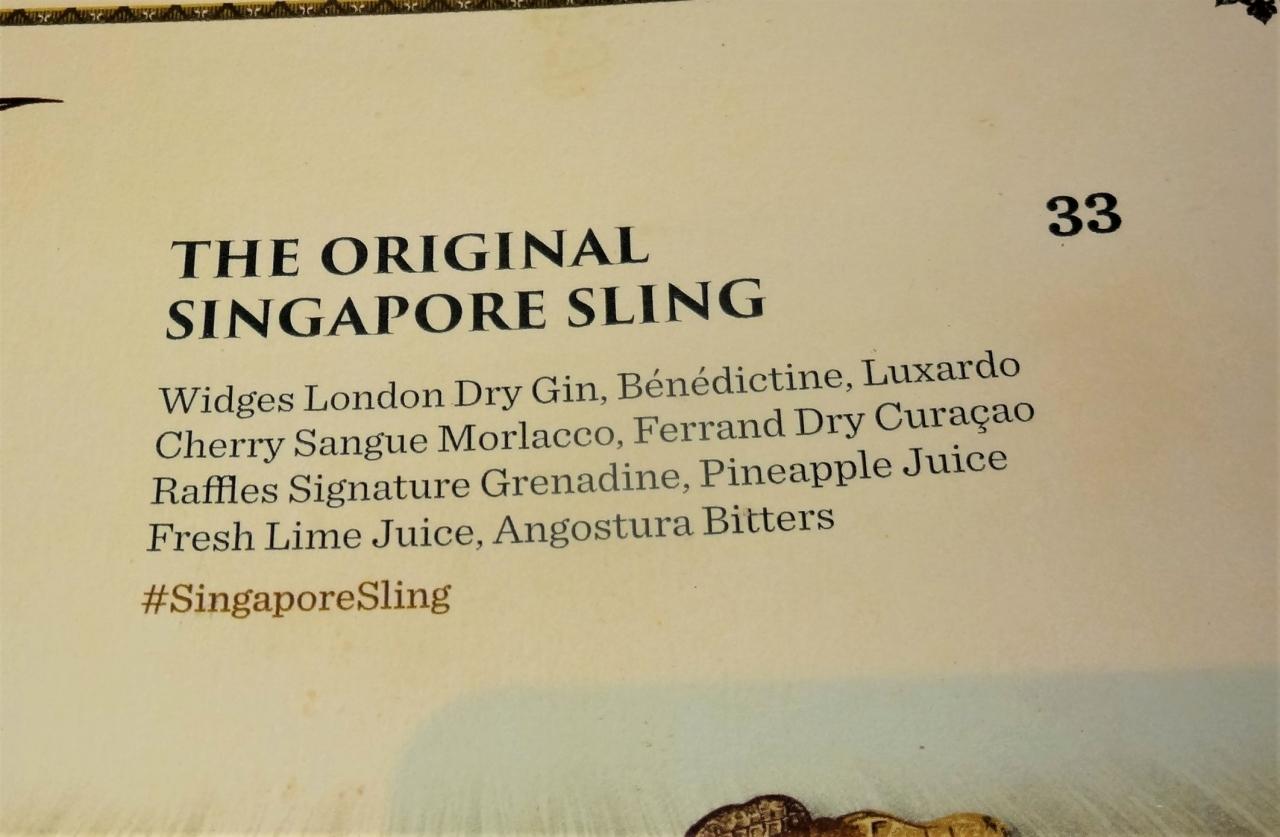 THE ORIGINAL
SINGAPORE SLING
33
Widges London Dry Gin, Bénédictine, Luxardo
Cherry Sangue Morlacco, Ferrand Dry Curaçao
Raffles Signature Grenadine, Pineapple Juice
Fresh Lime Juice, Angostura Bitters
#SingaporeSling